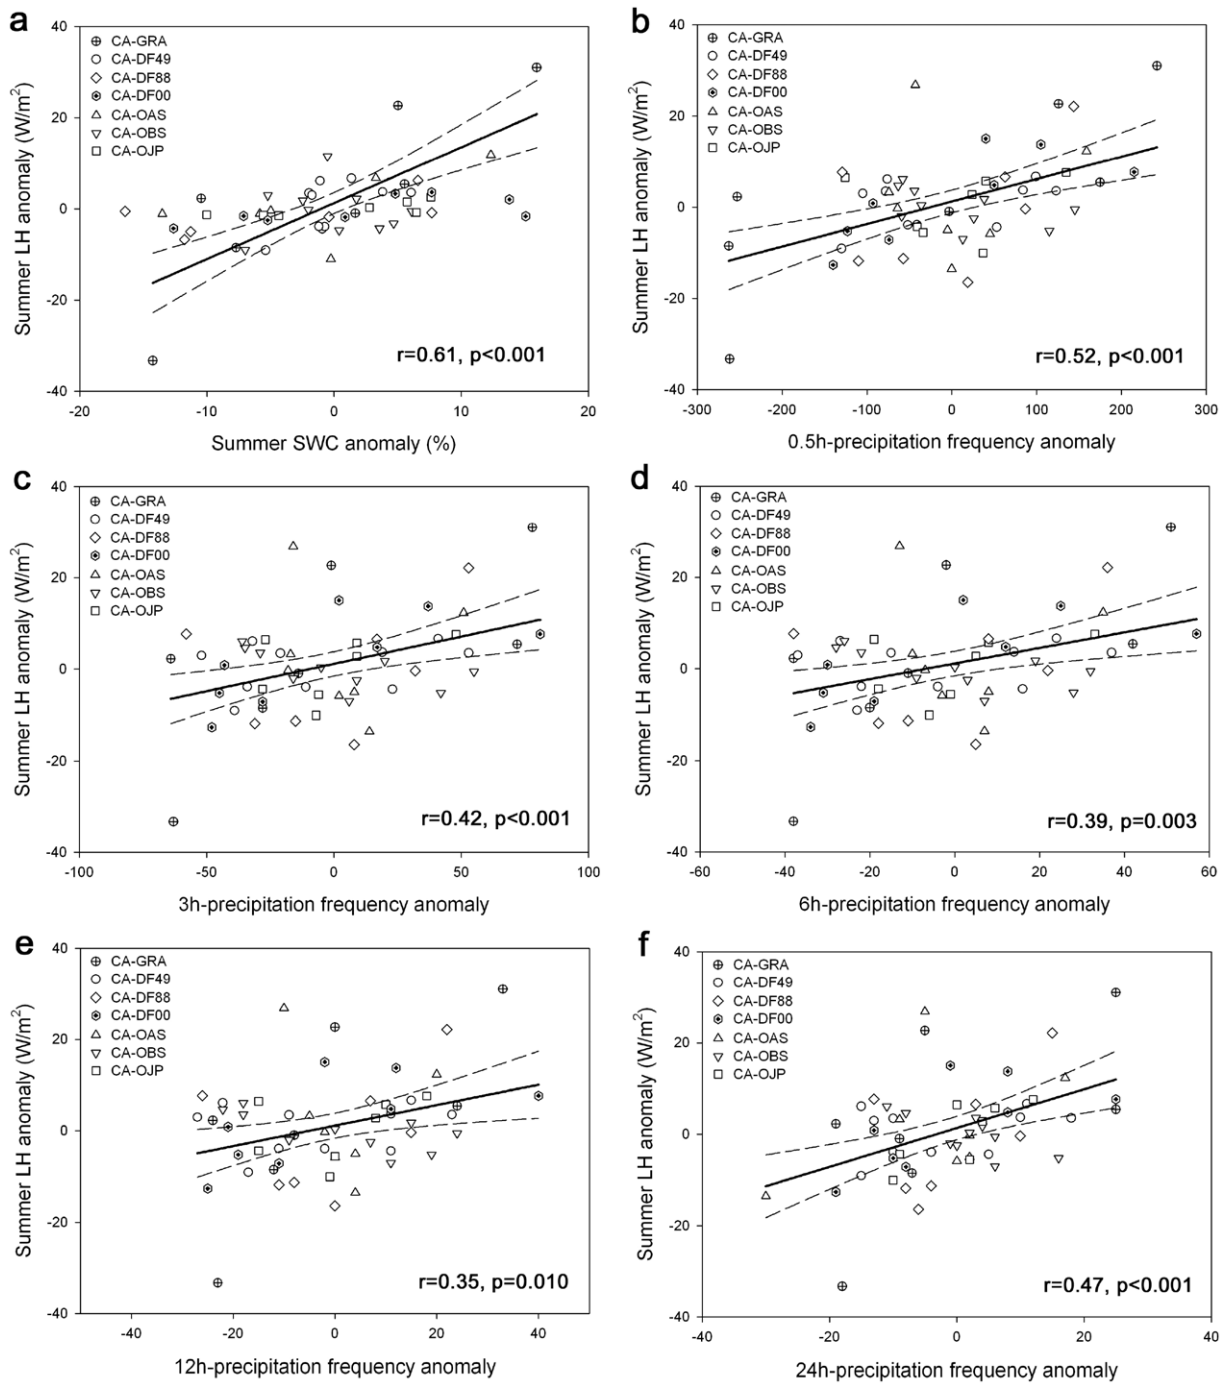 a
40
20
0
-20
-40
Summer LH anomaly (W/m²)
CA-GRA
CA-DF49
CA-DF88
CA-DF00
CA-OAS
CA-OBS
CA-OJP
r=0.61, p<0.001
-20 -10 0 10 20
Summer SWC anomaly (%)
b
40
20
0
-20
-40
Summer LH anomaly (W/m²)
CA-GRA
CA-DF49
CA-DF88
CA-DF00
CA-OAS
CA-OBS
CA-OJP
r=0.52, p<0.001
-300 -200 -100 0 100 200 300
0.5h-precipitation frequency anomaly
c
40
20
0
-20
-40
Summer LH anomaly (W/m²)
CA-GRA
CA-DF49
CA-DF88
CA-DF00
CA-OAS
CA-OBS
CA-OJP
r=0.42, p<0.001
-100 -50 0 50 100
3h-precipitation frequency anomaly
d
40
20
0
-20
-40
Summer LH anomaly (W/m²)
CA-GRA
CA-DF49
CA-DF88
CA-DF00
CA-OAS
CA-OBS
CA-OJP
r=0.39, p=0.003
-60 -40 -20 0 20 40 60
6h-precipitation frequency anomaly
e
40
20
0
-20
-40
Summer LH anomaly (W/m²)
CA-GRA
CA-DF49
CA-DF88
CA-DF00
CA-OAS
CA-OBS
CA-OJP
r=0.35, p=0.010
-40 -20 0 20 40
12h-precipitation frequency anomaly
f
40
20
0
-20
-40
Summer LH anomaly (W/m²)
CA-GRA
CA-DF49
CA-DF88
CA-DF00
CA-OAS
CA-OBS
CA-OJP
r=0.47, p<0.001
-40 -20 0 20 40
24h-precipitation frequency anomaly